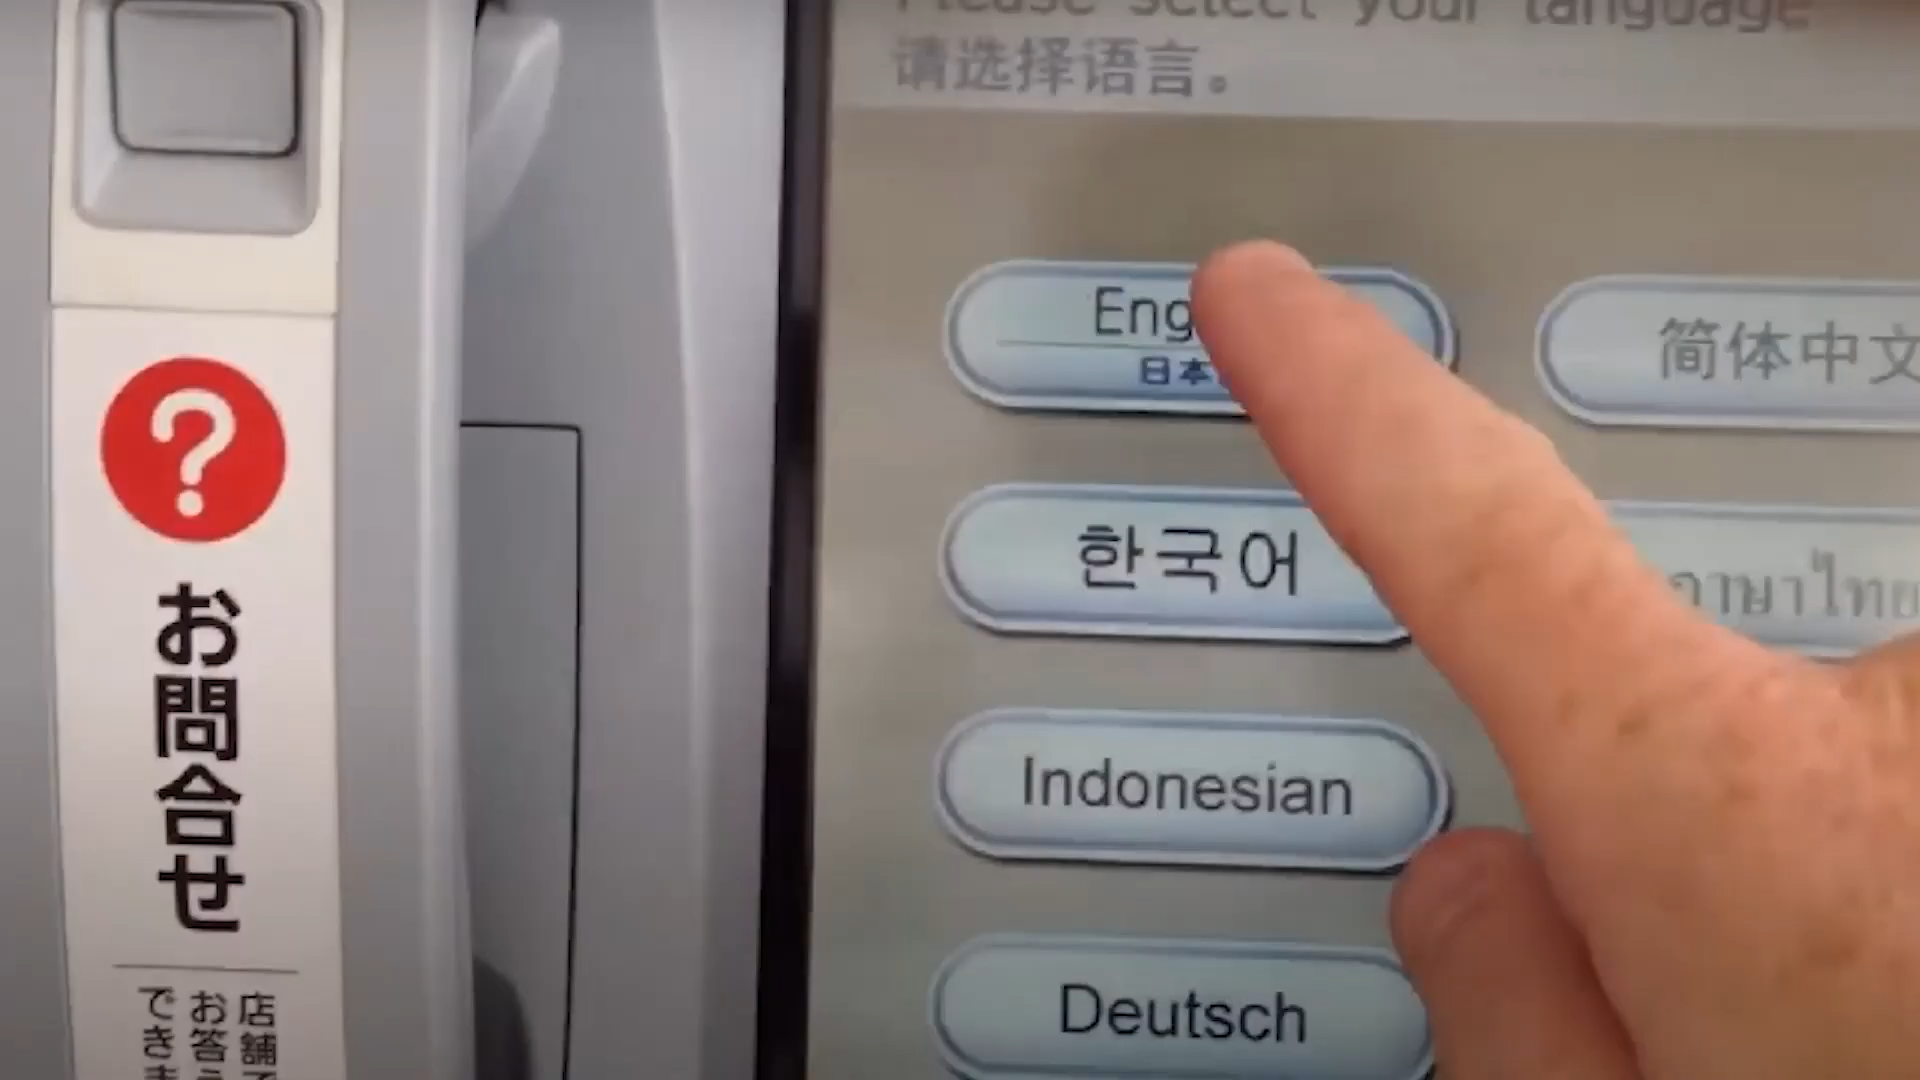 Please select your language
请选择语言。
Eng
日本
简体中文
한국어
ภาษาไทย
Indonesian
Deutsch
?
お問合せ
店舗で
お答え
できま